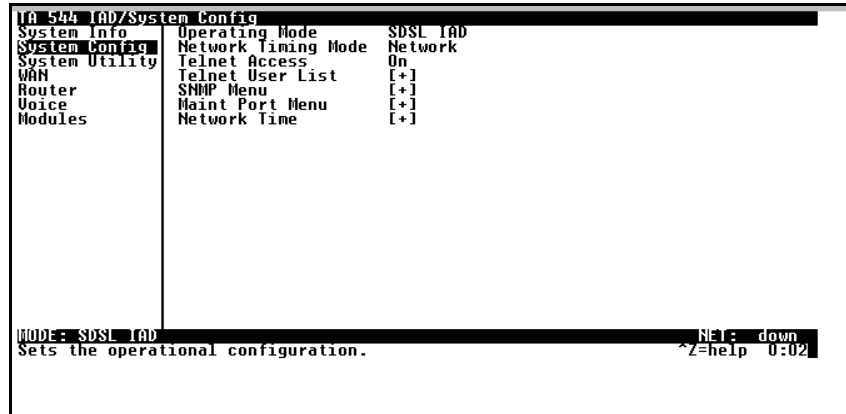 TA 544 IAD/System Config
System Info Operating Mode SDSL IAD
System Config Network Timing Mode Network
System Utility Telnet Access On
WAN Telnet User List [+]
Router SNMP Menu [+]
Voice Maint Port Menu [+]
Modules Network Time [+]
MODE: SDSL IAD NET: down
Sets the operational configuration. ^Z=help 0:02